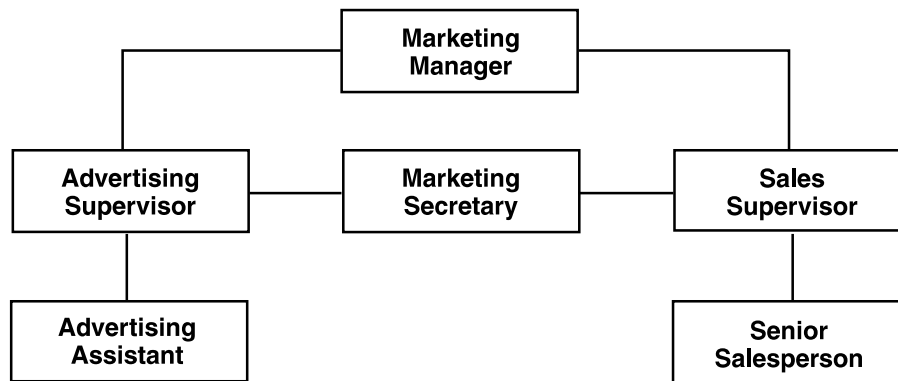 Marketing
Manager
Advertising
Supervisor
Marketing
Secretary
Sales
Supervisor
Advertising
Assistant
Senior
Salesperson